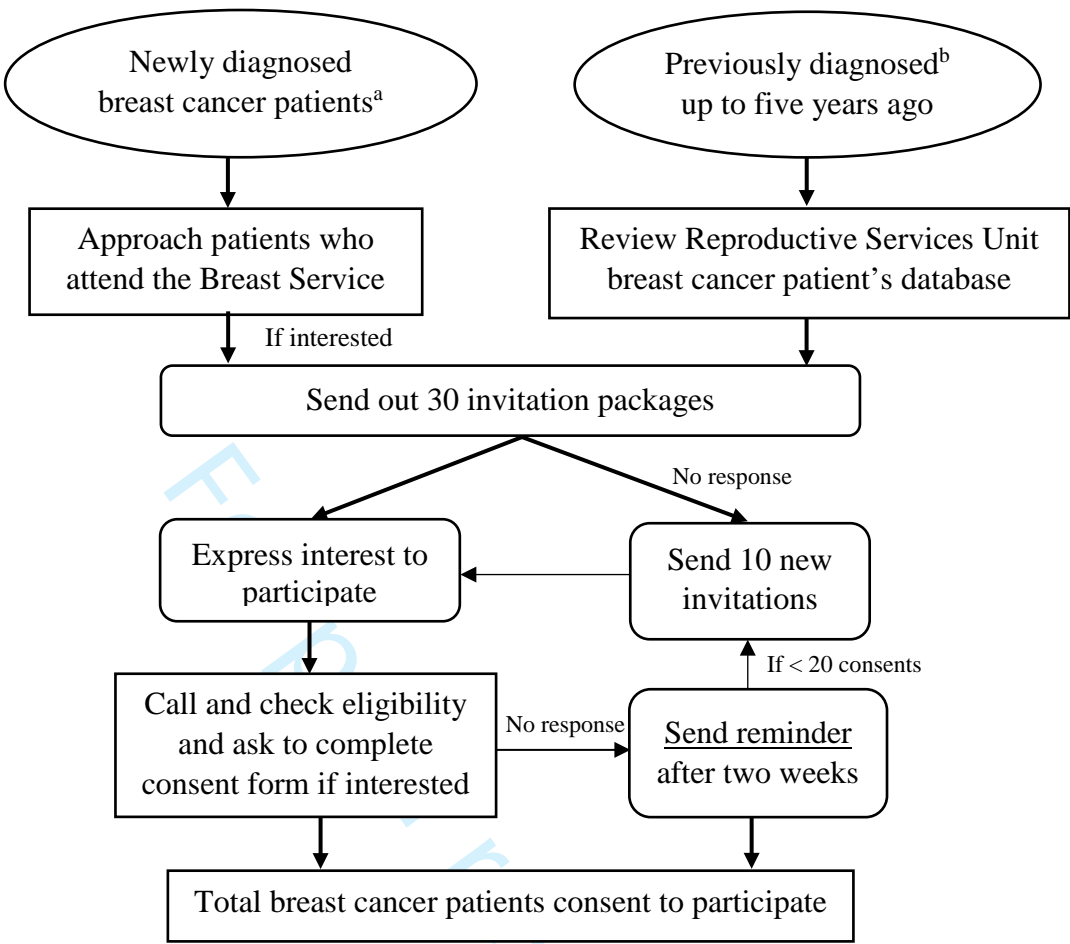 Newly diagnosed
breast cancer patientsᵃ
Previously diagnosedᵇ
up to five years ago
Approach patients who
attend the Breast Service
Review Reproductive Services Unit
breast cancer patient’s database
If interested
Send out 30 invitation packages
No response
Express interest to
participate
Send 10 new
invitations
If < 20 consents
Call and check eligibility
and ask to complete
consent form if interested
No response
Send reminder
after two weeks
Total breast cancer patients consent to participate